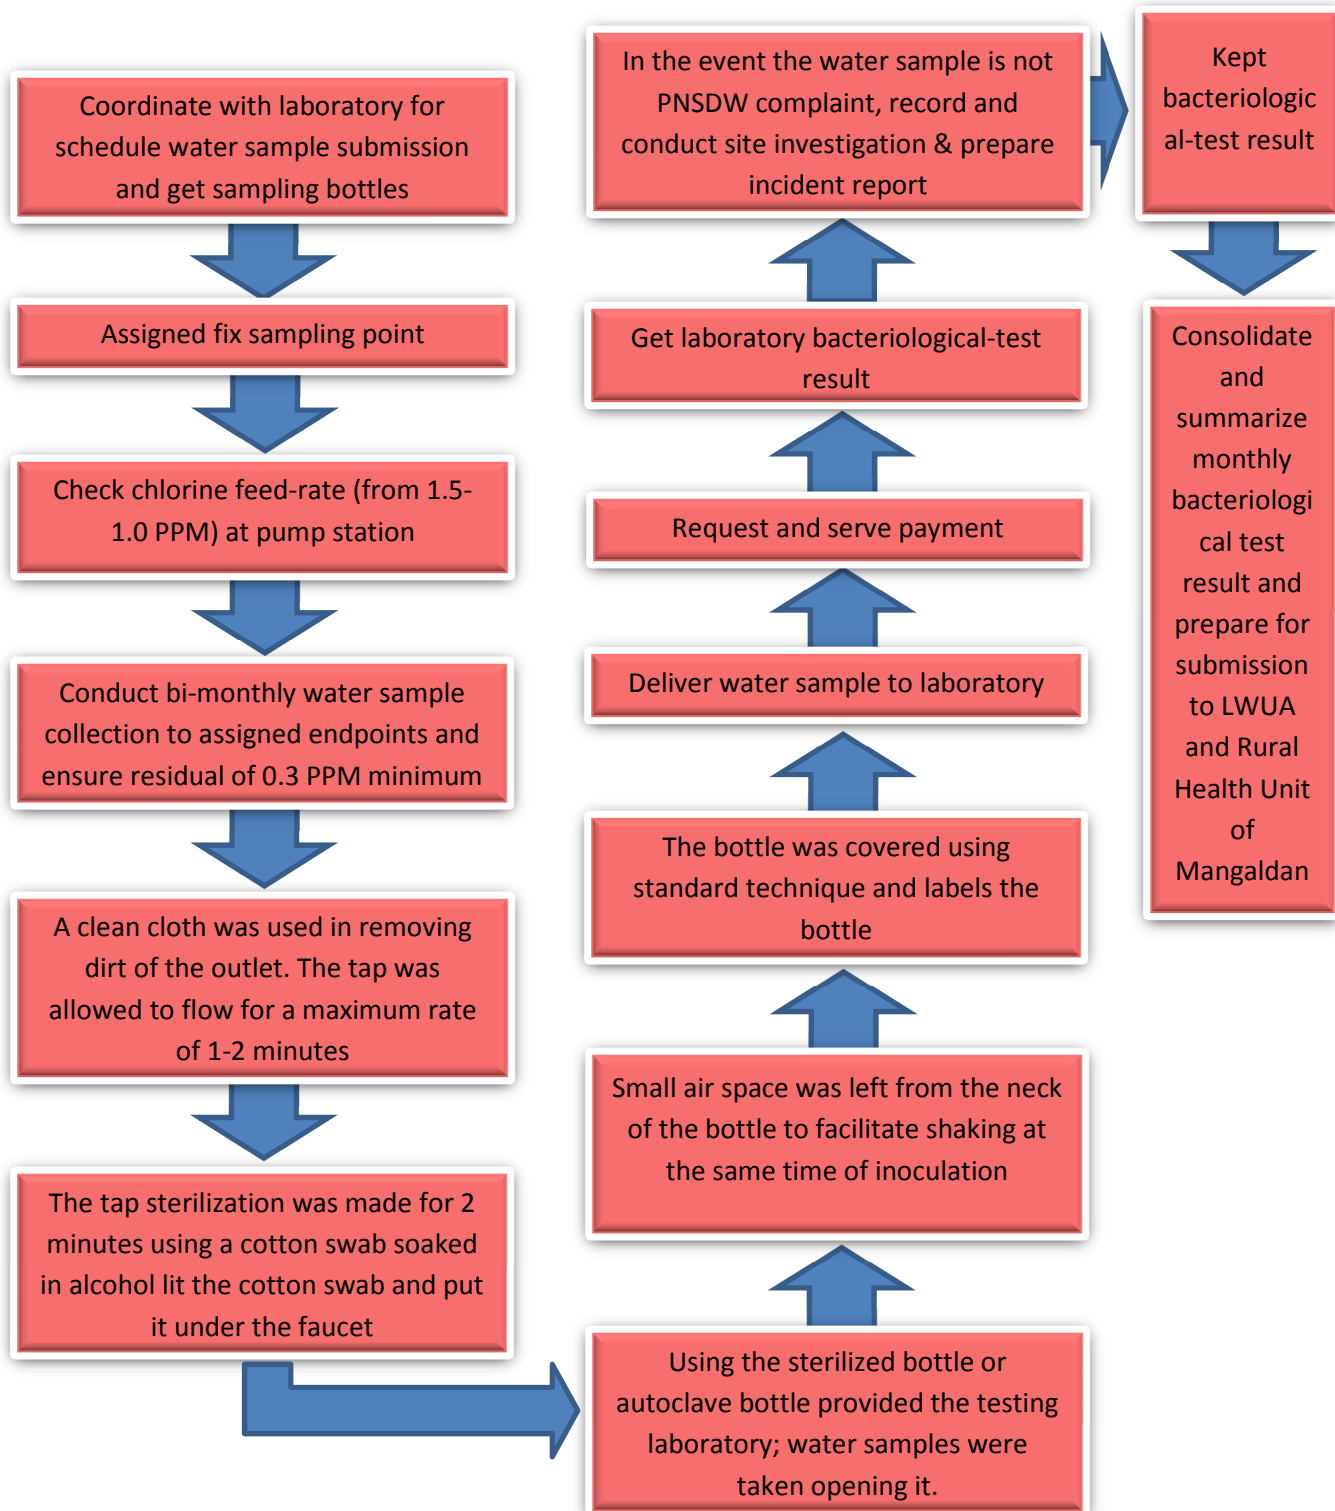 Coordinate with laboratory for
schedule water sample submission
and get sampling bottles
Assigned fix sampling point
Check chlorine feed-rate (from 1.5-
1.0 PPM) at pump station
Conduct bi-monthly water sample
collection to assigned endpoints and
ensure residual of 0.3 PPM minimum
A clean cloth was used in removing
dirt of the outlet. The tap was
allowed to flow for a maximum rate
of 1-2 minutes
The tap sterilization was made for 2
minutes using a cotton swab soaked
in alcohol lit the cotton swab and put
it under the faucet
Using the sterilized bottle or
autoclave bottle provided the testing
laboratory; water samples were
taken opening it.
Small air space was left from the neck
of the bottle to facilitate shaking at
the same time of inoculation
The bottle was covered using
standard technique and labels the
bottle
Deliver water sample to laboratory
Request and serve payment
Get laboratory bacteriological-test
result
In the event the water sample is not
PNSDW complaint, record and
conduct site investigation & prepare
incident report
Kept
bacteriologic
al-test result
Consolidate
and
summarize
monthly
bacteriologi
cal test
result and
prepare for
submission
to LWUA
and Rural
Health Unit
of
Mangaldan